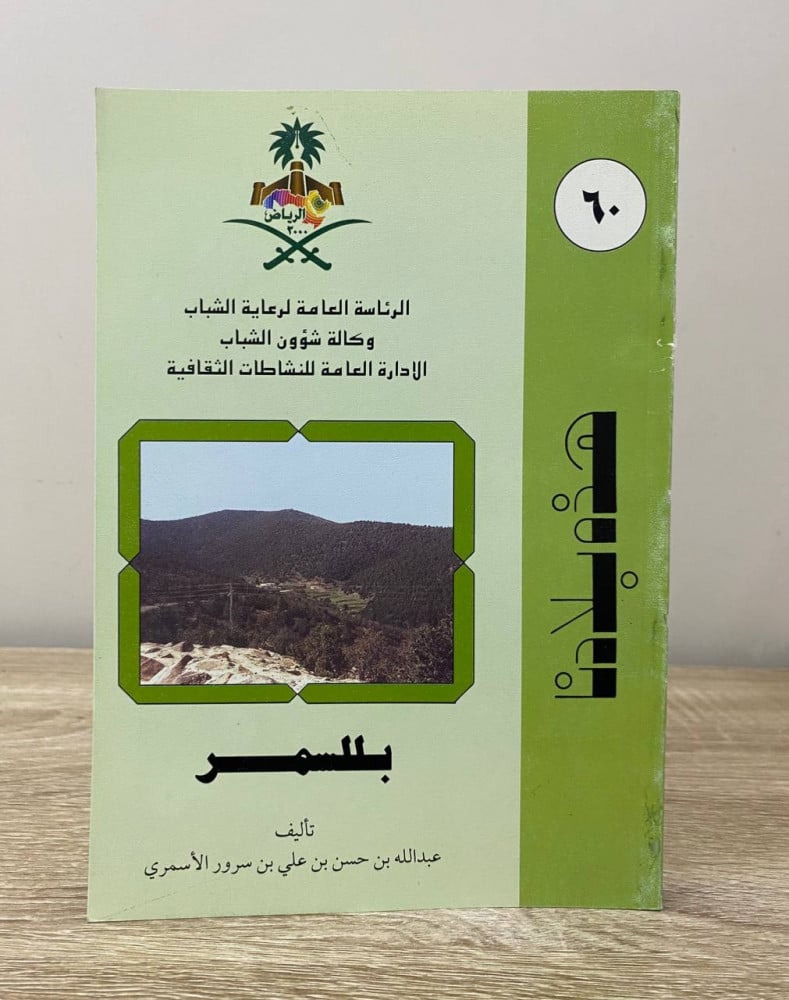 الرياض
٢٠٠٠
الرئاسة العامة لرعاية الشباب
وكالة شؤون الشباب
الادارة العامة للنشاطات الثقافية
٦٠
هذه بلادنا
بللسمر
تأليف
عبدالله بن حسن بن علي بن سرور الأسمري